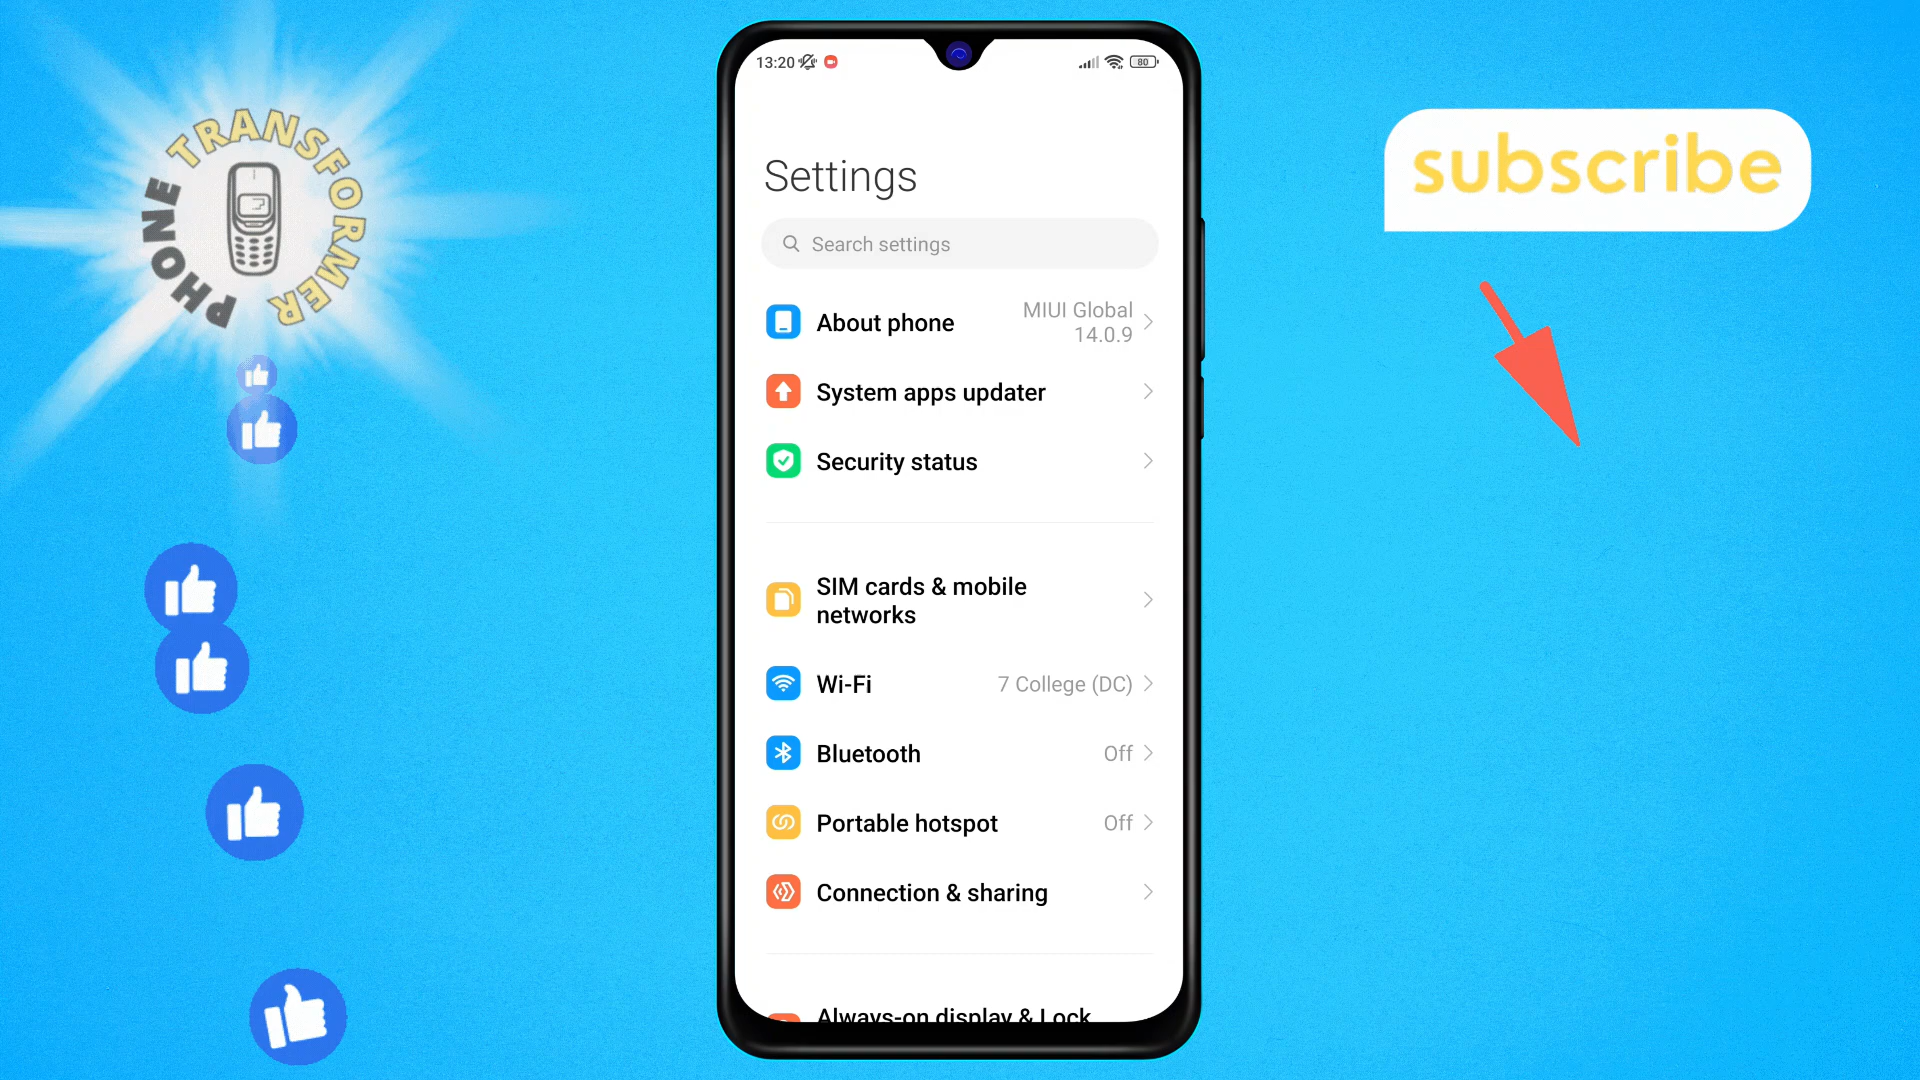 PHONE TRANSFORMER
13:20
80
Settings
Search settings
About phone
MIUI Global
14.0.9
System apps updater
Security status
SIM cards & mobile
networks
Wi-Fi
7 College (DC)
Bluetooth
Off
Portable hotspot
Off
Connection & sharing
Always-on display & Lock
subscribe